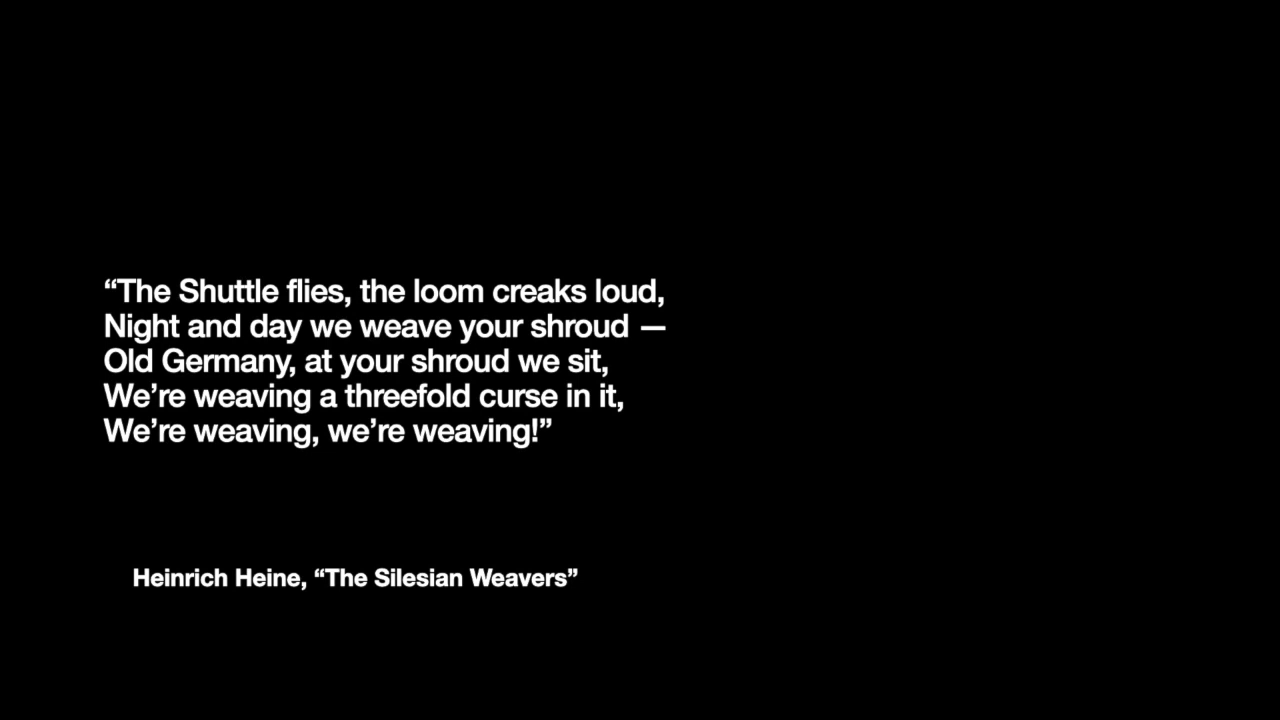 “The Shuttle flies, the loom creaks loud,
Night and day we weave your shroud —
Old Germany, at your shroud we sit,
We’re weaving a threefold curse in it,
We’re weaving, we’re weaving!”
Heinrich Heine, “The Silesian Weavers”